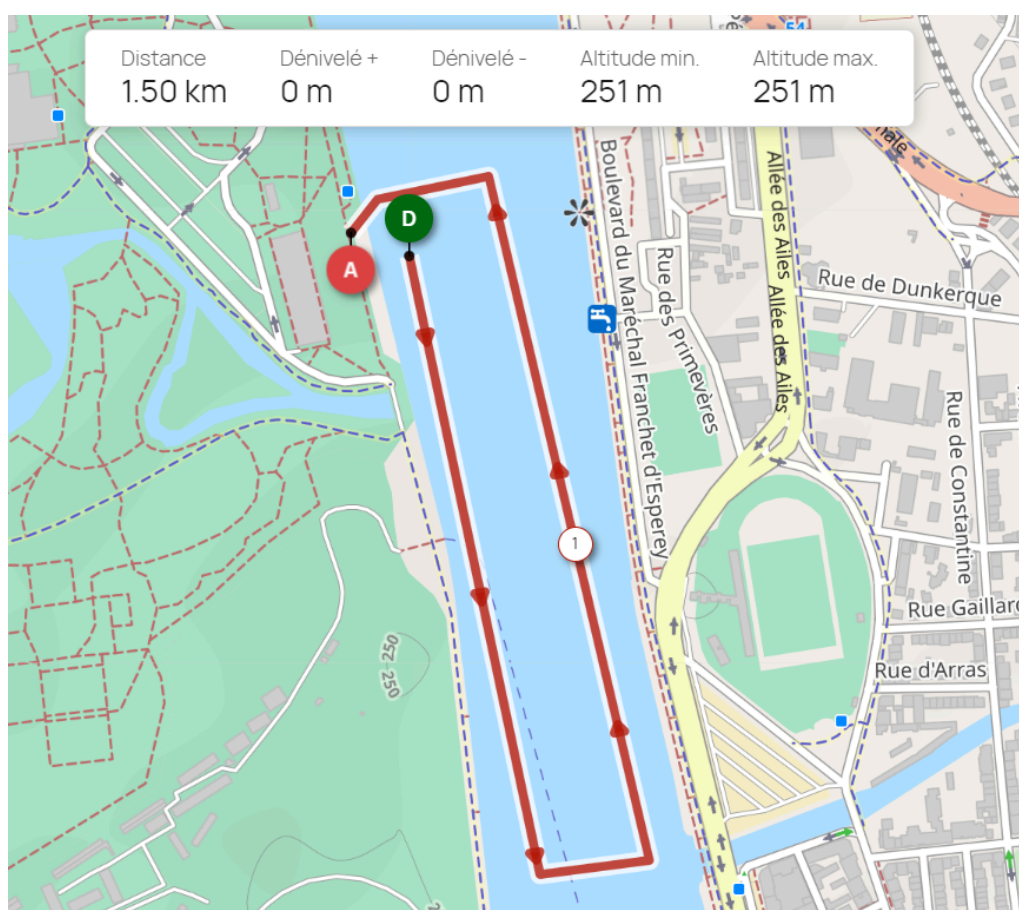 54
Distance
1.50 km
Dénivelé +
0 m
Dénivelé -
0 m
Altitude min.
251 m
Altitude max.
251 m
D
A
1
Boulevard du Maréchal Franchet d'Esperey
Rue des Primevères
Allée des Ailes
Allée des Ailes
Rue de Dunkerque
Rue de Constantine
Rue Gaillard
Rue d'Arras
250
250